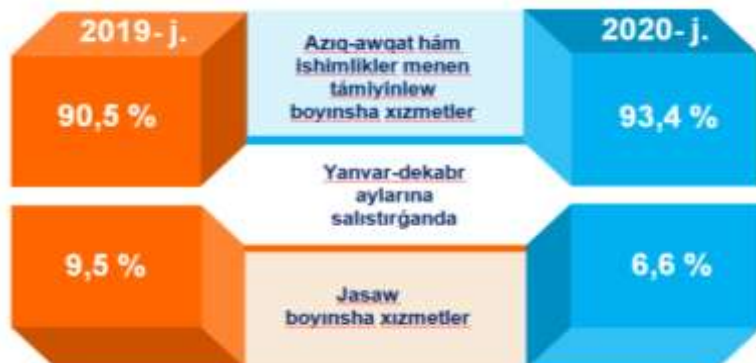 2019- j.
90,5 %
9,5 %
Azıq-awqat hám
ishimlikler menen
támiyinlew
boyınsha xızmetler
Yanvar-dekabr
aylarına
salıstırǵanda
Jasaw
boyınsha xızmetler
2020- j.
93,4 %
6,6 %